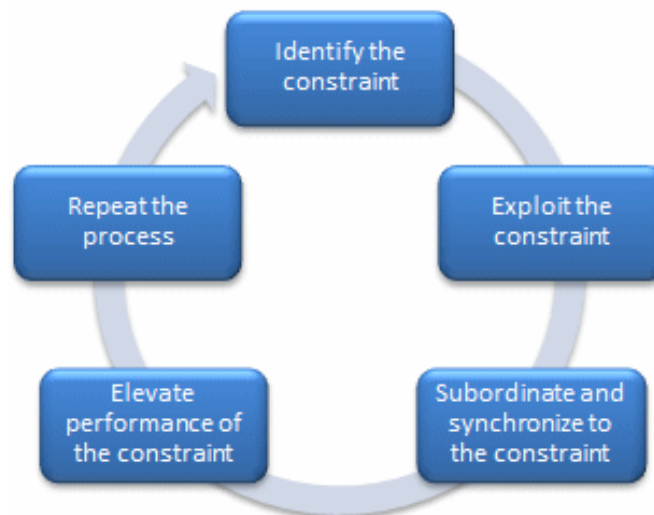 Identify the
constraint
Exploit the
constraint
Subordinate and
synchronize to
the constraint
Elevate
performance of
the constraint
Repeat the
process